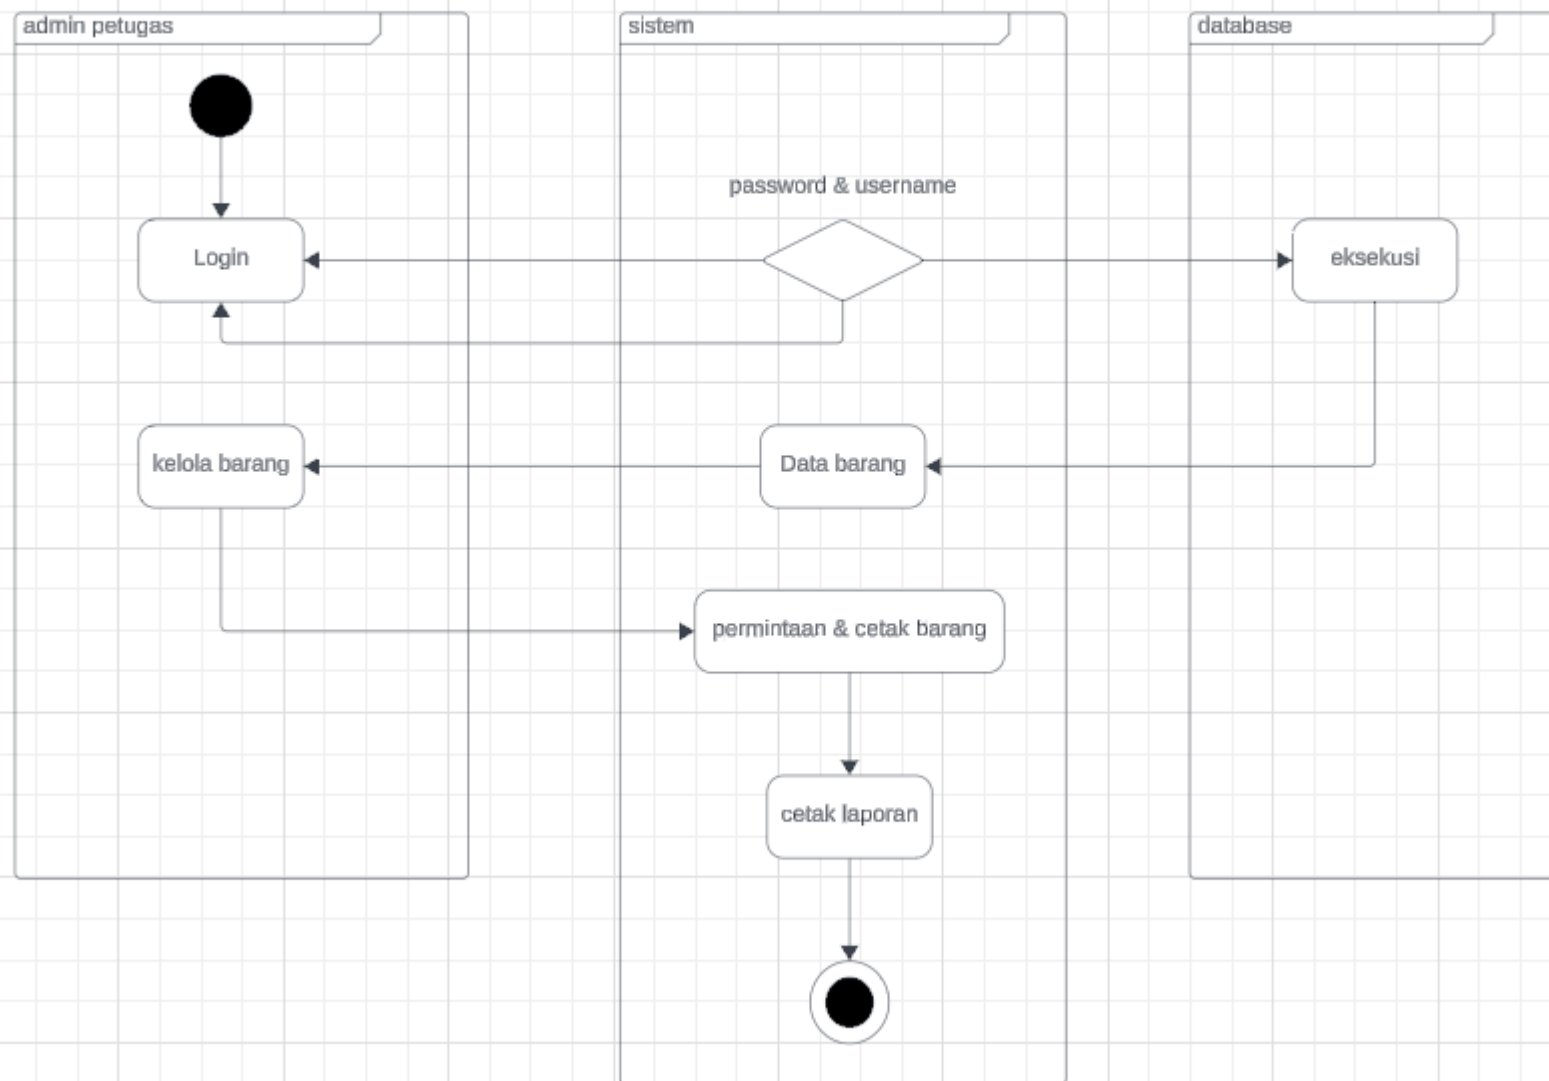 admin petugas
sistem
database
password & username
Login
eksekusi
kelola barang
Data barang
permintaan & cetak barang
cetak laporan